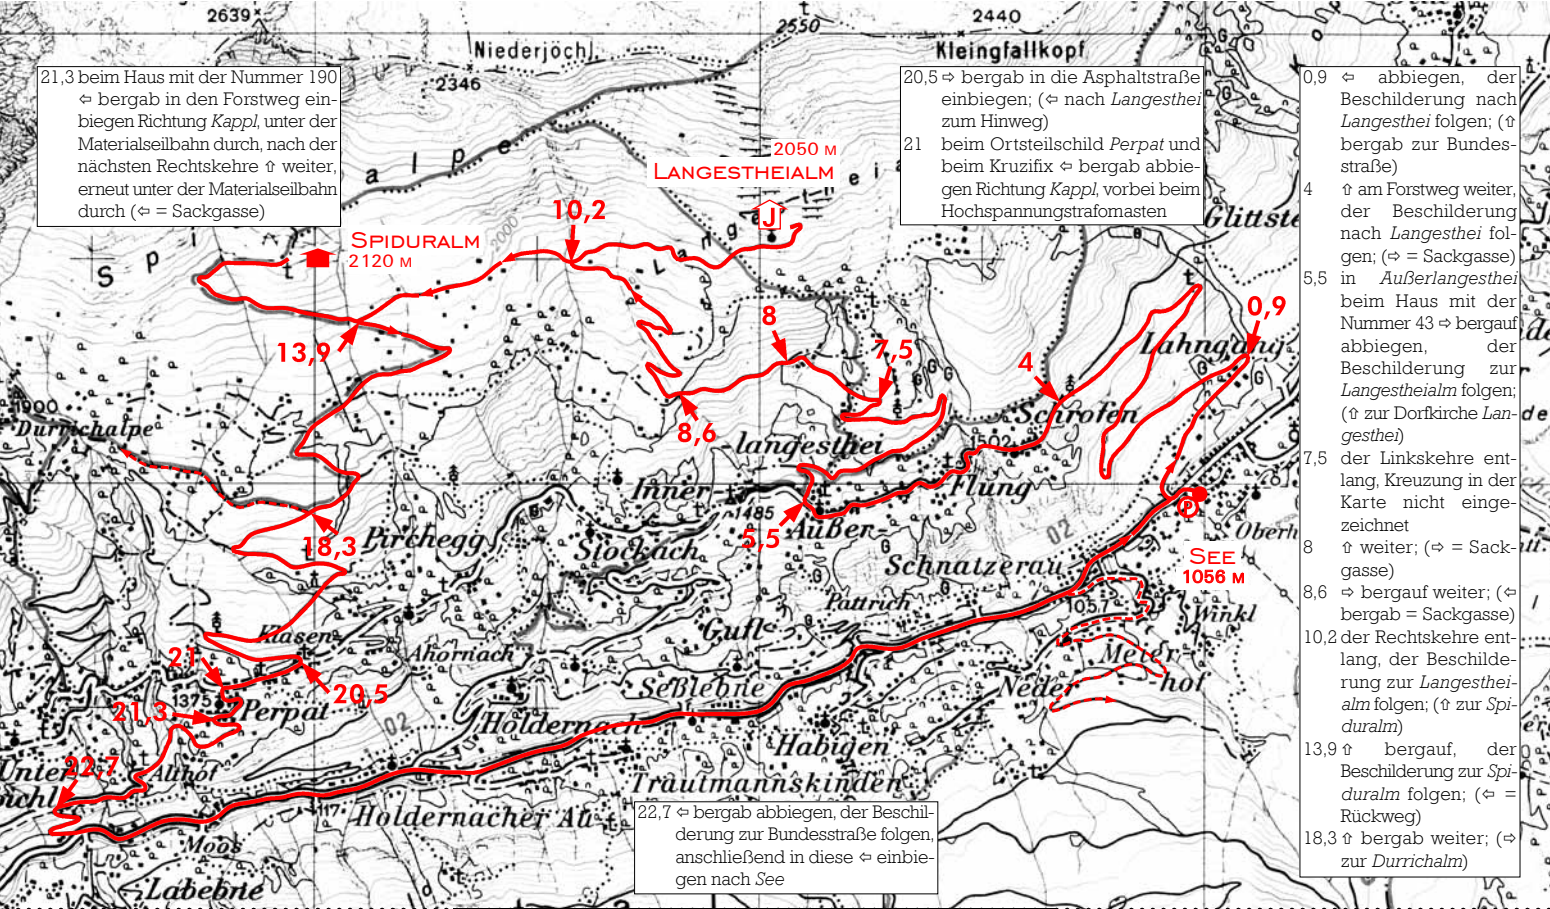 2639
2550
2440
Niederjöchl
Kleingfallkopf
2346
21,3 beim Haus mit der Nummer 190
⇦ bergab in den Forstweg ein-
biegen Richtung Kappl, unter der
Materialseilbahn durch, nach der
nächsten Rechtskehre ⇧ weiter,
erneut unter der Materialseilbahn
durch (⇦ = Sackgasse)
20,5 ⇨ bergab in die Asphaltstraße
einbiegen; (⇦ nach Langesthei
zum Hinweg)
21 beim Ortsteilschild Perpat und
beim Kruzifix ⇦ bergab abbie-
gen Richtung Kappl, vorbei beim
Hochspannungstrafomasten
0,9 ⇦ abbiegen, der
Beschilderung nach
Langesthei folgen; (⇧
bergab zur Bundes-
straße)
4 ⇧ am Forstweg weiter,
der Beschilderung
nach Langesthei fol-
gen; (⇨ = Sackgasse)
5,5 in Außerlangesthei
beim Haus mit der
Nummer 43 ⇨ bergauf
abbiegen, der
Beschilderung zur
Langestheialm folgen;
(⇧ zur Dorfkirche Lan-
gesthei)
7,5 der Linkskehre ent-
lang, Kreuzung in der
Karte nicht einge-
zeichnet
8 ⇧ weiter; (⇨ = Sack-
gasse)
8,6 ⇨ bergauf weiter; (⇦
bergab = Sackgasse)
10,2 der Rechtskehre ent-
lang, der Beschilde-
rung zur Langesthei-
alm folgen; (⇧ zur Spi-
duralm)
13,9 ⇧ bergauf, der
Beschilderung zur Spi-
duralm folgen; (⇦ =
Rückweg)
18,3 ⇧ bergab weiter; (⇨
zur Durrichalm)
2050 M
LANGESTHEIALM
J
Glittste
10,2
SPIDURALM
2120 M
2000
0,9
8
7,5
13,9
Lahngang
4
1900
Durrichalpe
8,6
Schrofen
1502
langesthei
Inner
Flung
1485
5,5
Außer
P
02
Oberh
18,3
Pirchegg
Stockach
Schnatzerau
SEE
1056 M
1057
Pattrich
Winkl
Klasen
Gufls
Ahornach
21
20,5
Seßlebne
Neder
hof
21,3
Perpat
02
Holdernach
Habigen
Unter
22,7
Althof
Trautmannskinden
Holdernacher Au
Moos
Labebne
22,7 ⇦ bergab abbiegen, der Beschil-
derung zur Bundesstraße folgen,
anschließend in diese ⇦ einbie-
gen nach See